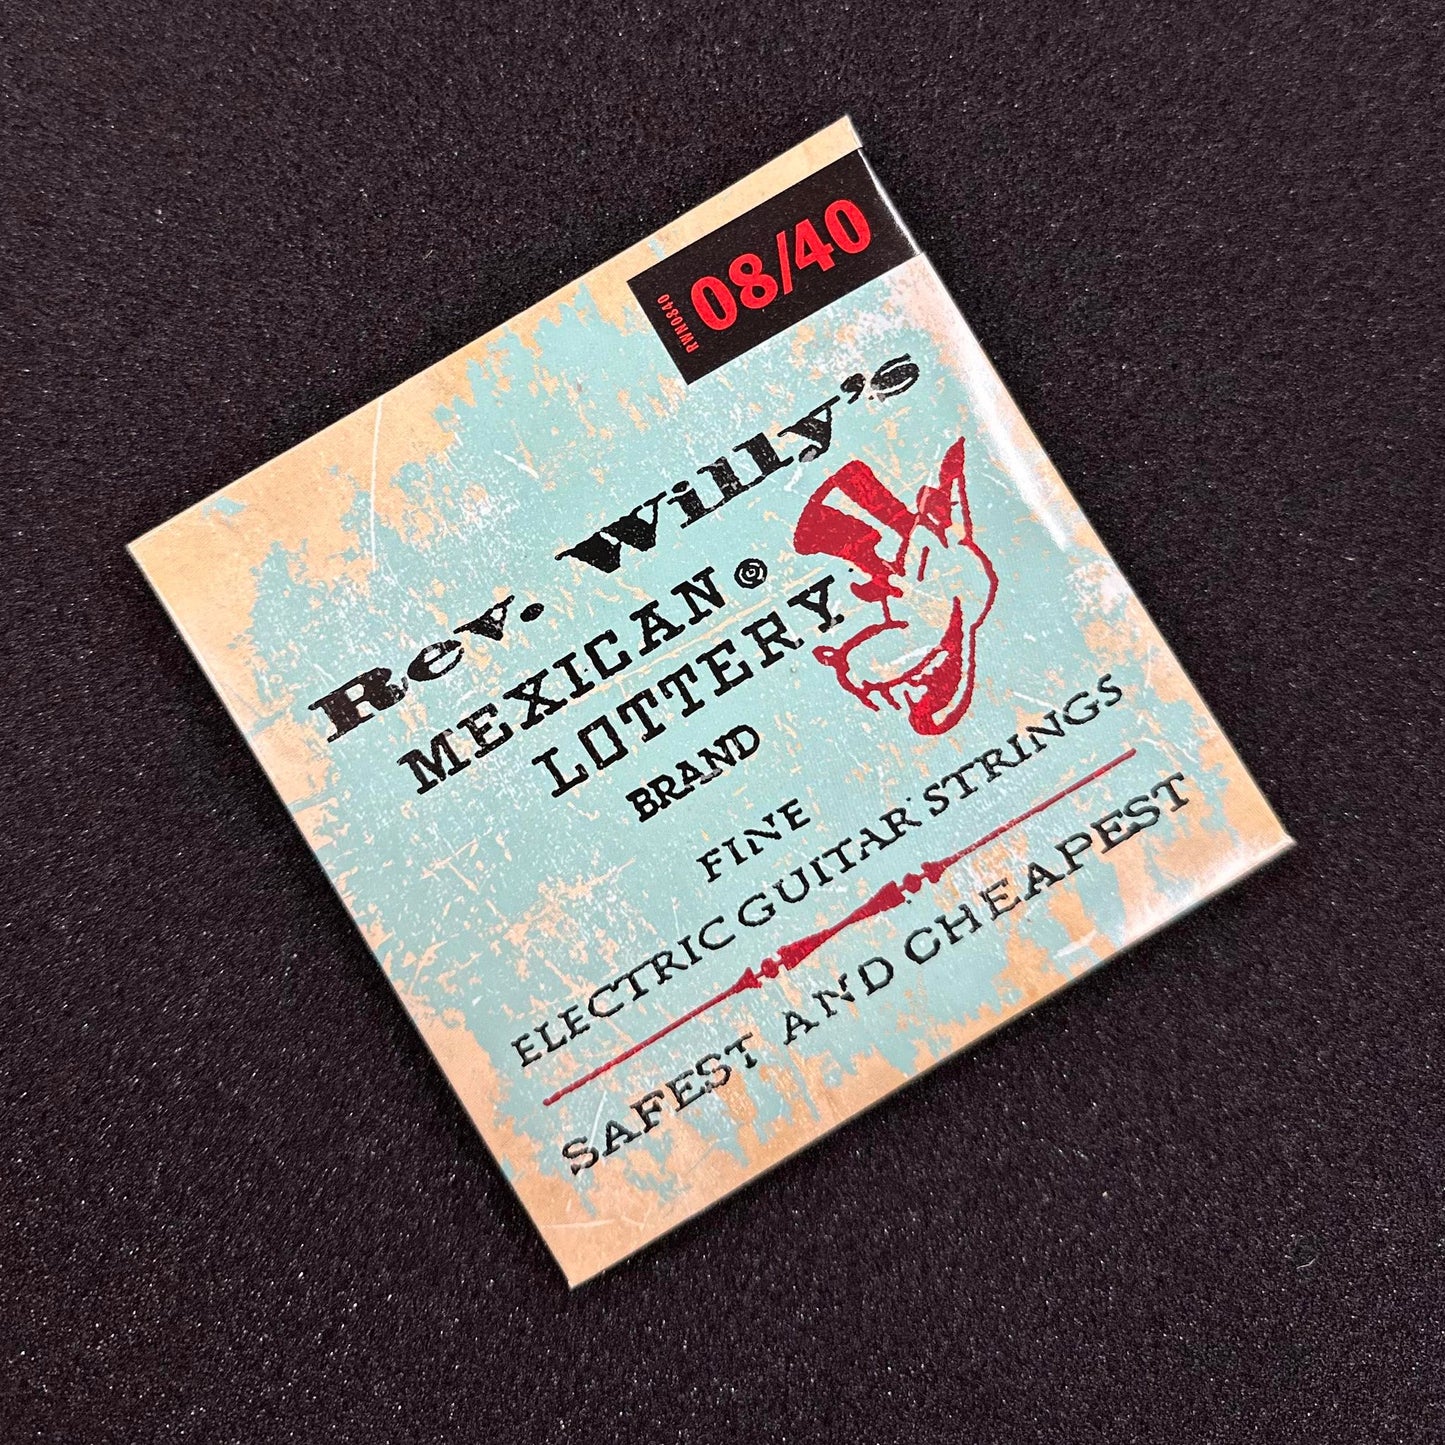 08/40
RWN0840
Rev. Willy's
MEXICAN
LOTTERY
BRAND
FINE
ELECTRIC GUITAR STRINGS
SAFEST AND CHEAPEST